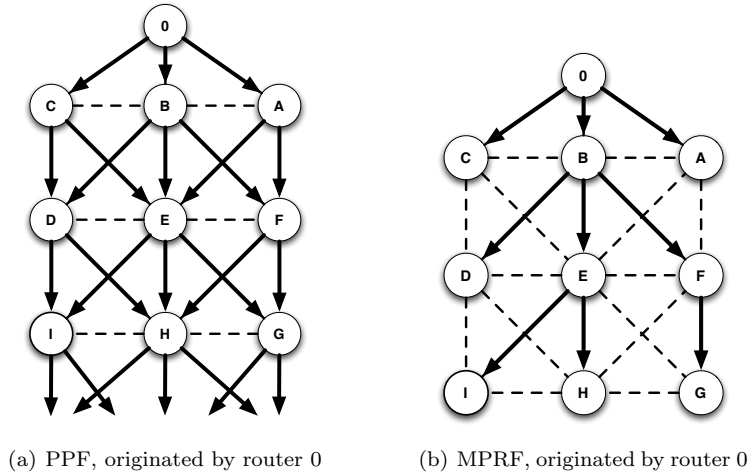 0
C B A
D E F
I H G
(a) PPF, originated by router 0
0
C B A
D E F
I H G
(b) MPRF, originated by router 0